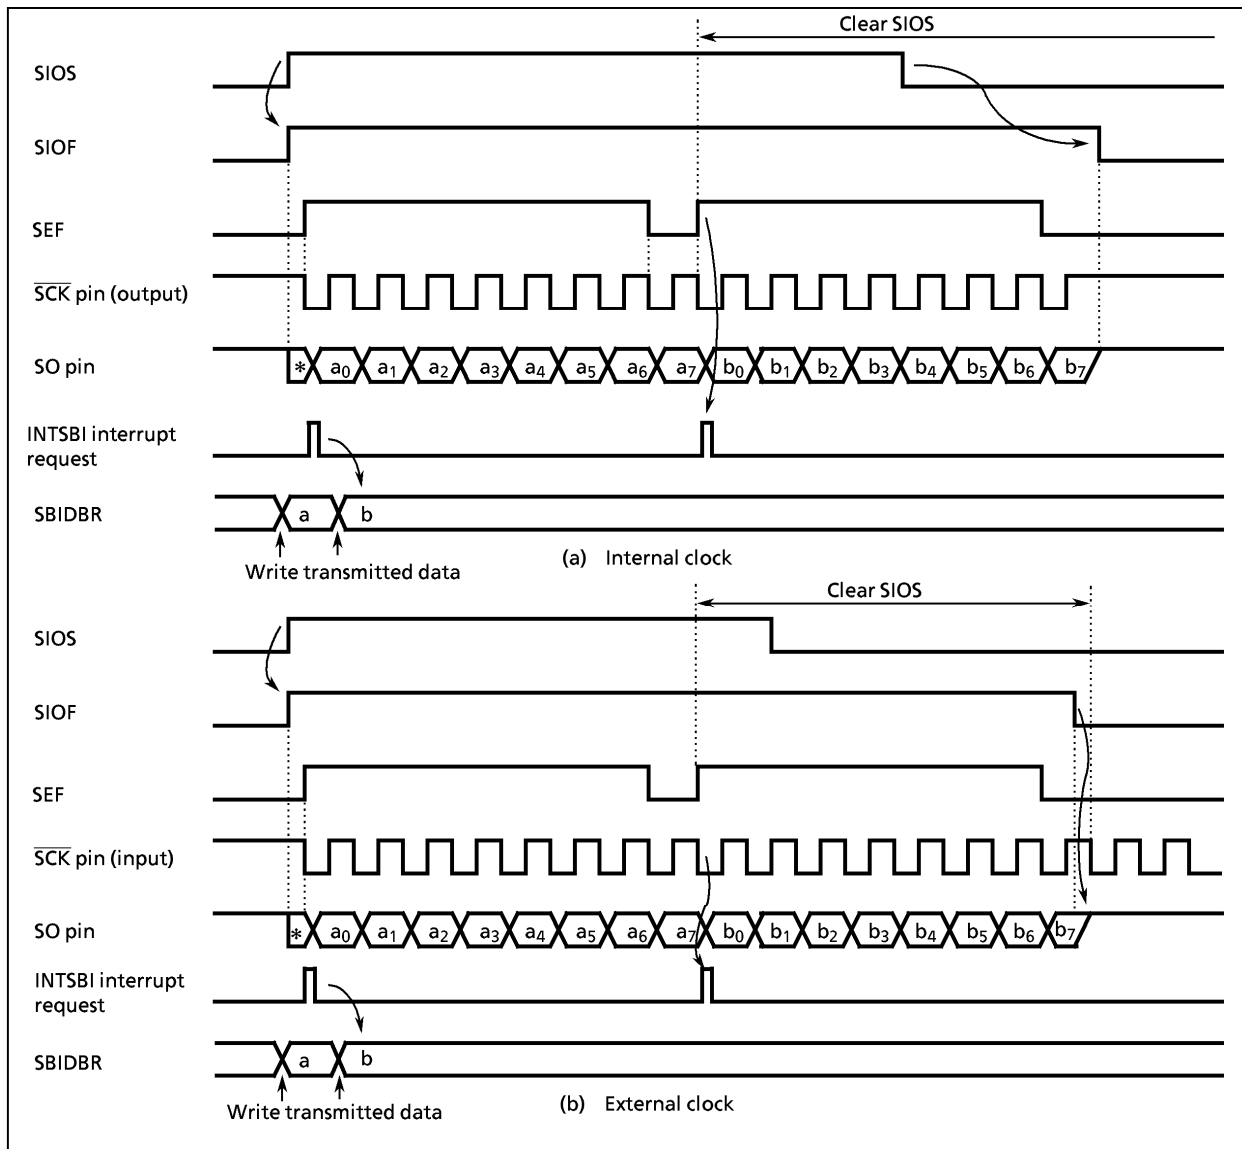 Clear SIOS
SIOS
SIOF
SEF
SCK pin (output)
SO pin
* a0 a1 a2 a3 a4 a5 a6 a7 b0 b1 b2 b3 b4 b5 b6 b7
INTSBI interrupt
request
SBIDBR
a b
Write transmitted data
(a) Internal clock
Clear SIOS
SIOS
SIOF
SEF
SCK pin (input)
SO pin
* a0 a1 a2 a3 a4 a5 a6 a7 b0 b1 b2 b3 b4 b5 b6 b7
INTSBI interrupt
request
SBIDBR
a b
Write transmitted data
(b) External clock